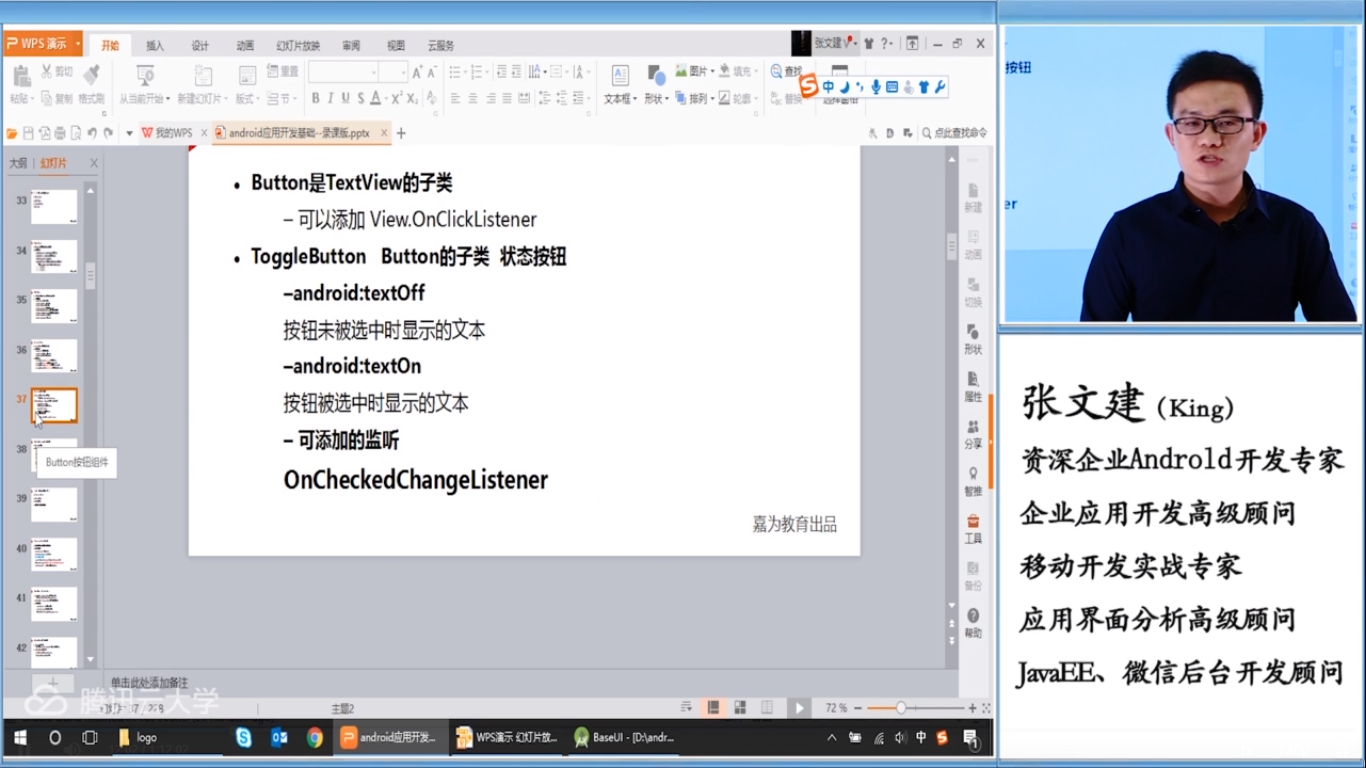 WPS 演示
开始
插入
设计
动画
幻灯片放映
审阅
视图
云服务
张文建
剪切
粘贴
复制
格式刷
从当前开始
新建幻灯片
版式
重置
节
B I U S A X² X₂
文本框
形状
图片
排列
填充
轮廓
查找
替换
选择窗格
中
我的WPS
android应用开发基础--录课版.pptx
点此查找命令
大纲
幻灯片
33
34
35
36
37
38
39
40
41
42
Button按钮组件
• Button是TextView的子类
– 可以添加 View.OnClickListener
• ToggleButton Button的子类 状态按钮
–android:textOff
按钮未被选中时显示的文本
–android:textOn
按钮被选中时显示的文本
– 可添加的监听
OnCheckedChangeListener
嘉为教育出品
新建
动画
切换
形状
属性
分享
智推
工具
备份
帮助
单击此处添加备注
腾讯云大学
主题2
72 %
logo
android应用开发...
WPS演示 幻灯片放...
BaseUI - [D:\andr...
中
按钮
er
张文建 (King)
资深企业Androld开发专家
企业应用开发高级顾问
移动开发实战专家
应用界面分析高级顾问
JavaEE、微信后台开发顾问